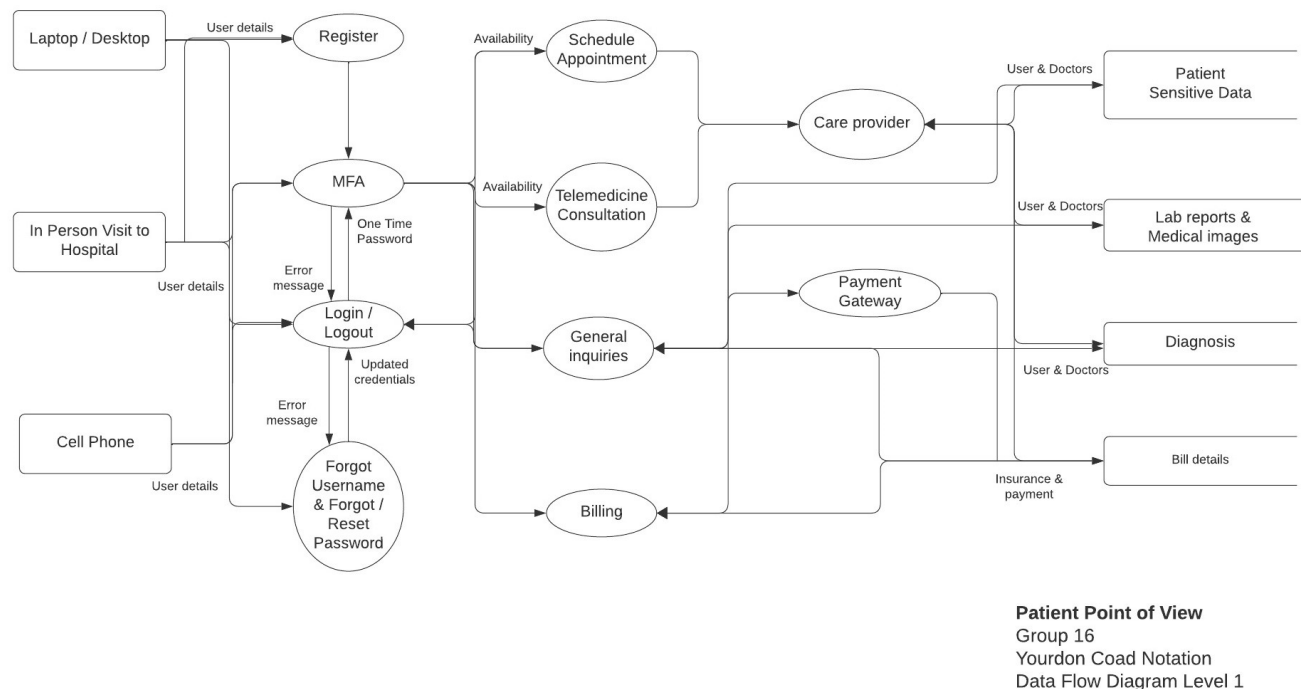 Laptop / Desktop
User details
Register
Availability
Schedule
Appointment
User & Doctors
Patient
Sensitive Data
Care provider
MFA
Availability
Telemedicine
Consultation
One Time
Password
In Person Visit to
Hospital
User details
User & Doctors
Lab reports &
Medical images
Error
message
Login /
Logout
Payment
Gateway
General
inquiries
Diagnosis
Updated
credentials
User & Doctors
Error
message
Cell Phone
User details
Forgot
Username
& Forgot /
Reset
Password
Billing
Bill details
Insurance &
payment
Patient Point of View
Group 16
Yourdon Coad Notation
Data Flow Diagram Level 1